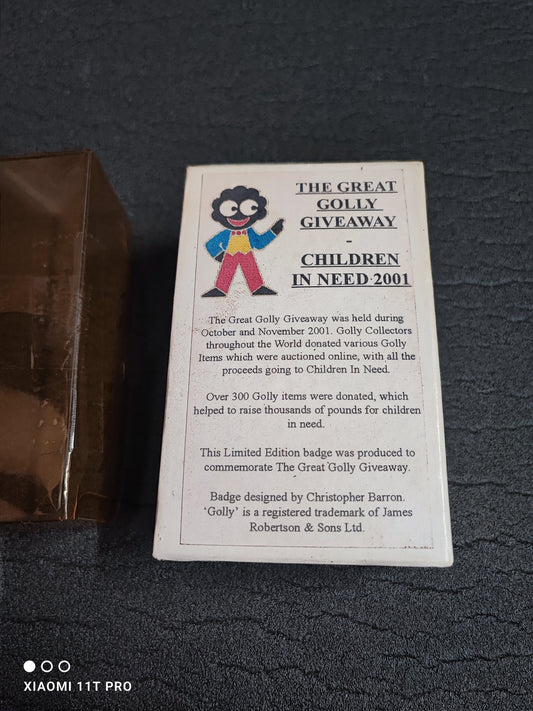 THE GREAT
GOLLY
GIVEAWAY
-
CHILDREN
IN NEED 2001
The Great Golly Giveaway was held during
October and November 2001. Golly Collectors
throughout the World donated various Golly
Items which were auctioned online, with all the
proceeds going to Children In Need.
Over 300 Golly items were donated, which
helped to raise thousands of pounds for children
in need.
This Limited Edition badge was produced to
commemorate The Great Golly Giveaway.
Badge designed by Christopher Barron.
‘Golly’ is a registered trademark of James
Robertson & Sons Ltd.
XIAOMI 11T PRO